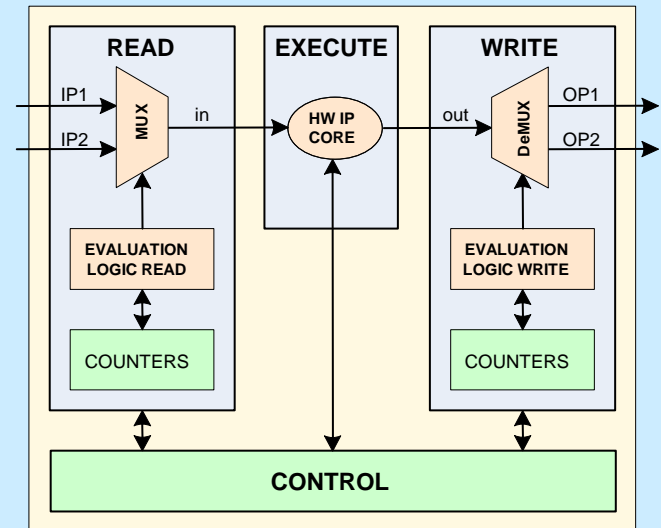 READ
EXECUTE
WRITE
IP1
IP2
MUX
in
HW IP
CORE
out
DeMUX
OP1
OP2
EVALUATION
LOGIC READ
EVALUATION
LOGIC WRITE
COUNTERS
COUNTERS
CONTROL